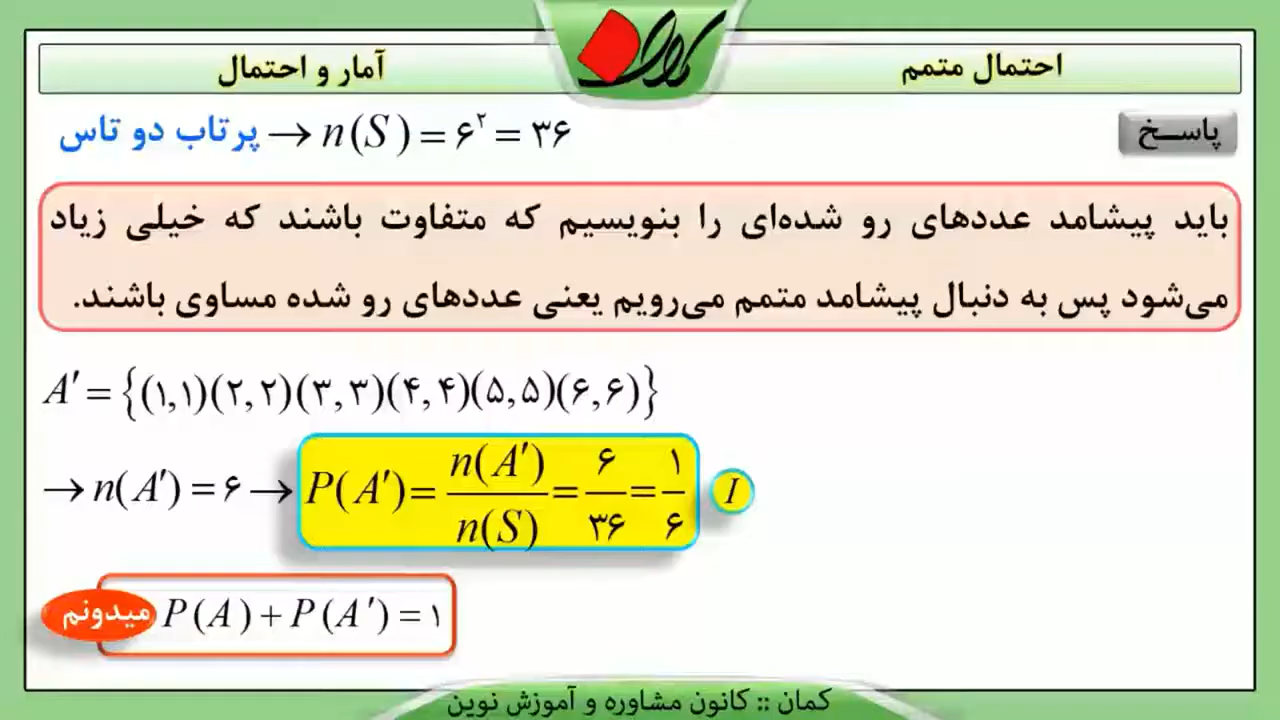 کمان
احتمال متمم
آمار و احتمال
پاســخ
پرتاب دو تاس → n(S) = ۶^۲ = ۳۶
باید پیشامد عددهای رو شده‌ای را بنویسیم که متفاوت باشند که خیلی زیاد
می‌شود پس به دنبال پیشامد متمم می‌رویم یعنی عددهای رو شده مساوی باشند.
A′ = {(۱,۱)(۲,۲)(۳,۳)(۴,۴)(۵,۵)(۶,۶)}
→ n(A′) = ۶ → P(A′) = n(A′)/n(S) = ۶/۳۶ = ۱/۶ I
میدونم P(A) + P(A′) = ۱
کمان :: کانون مشاوره و آموزش نوین